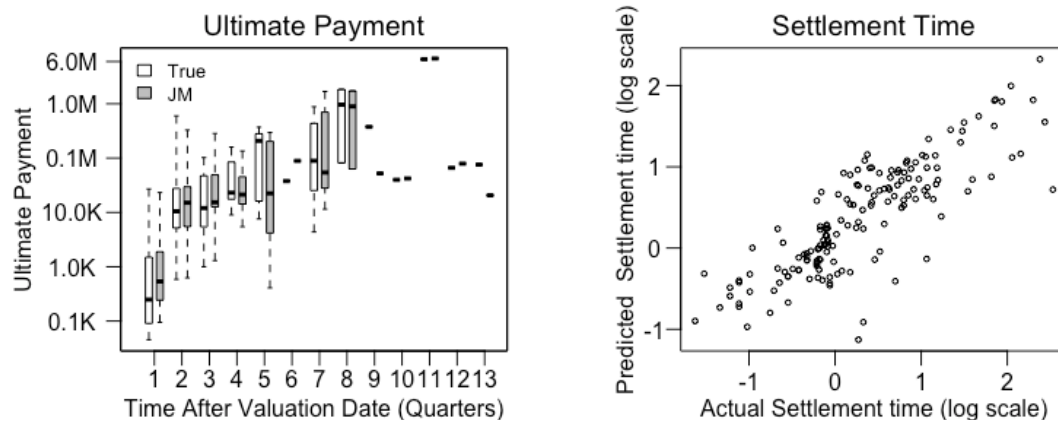 Ultimate Payment
Ultimate Payment
6.0M
1.0M
0.1M
10.0K
1.0K
0.1K
True
JM
1 2 3 4 5 6 7 8 9 10 11 12 13
Time After Valuation Date (Quarters)
Settlement Time
Predicted Settlement time (log scale)
2
1
0
-1
-1 0 1 2
Actual Settlement time (log scale)